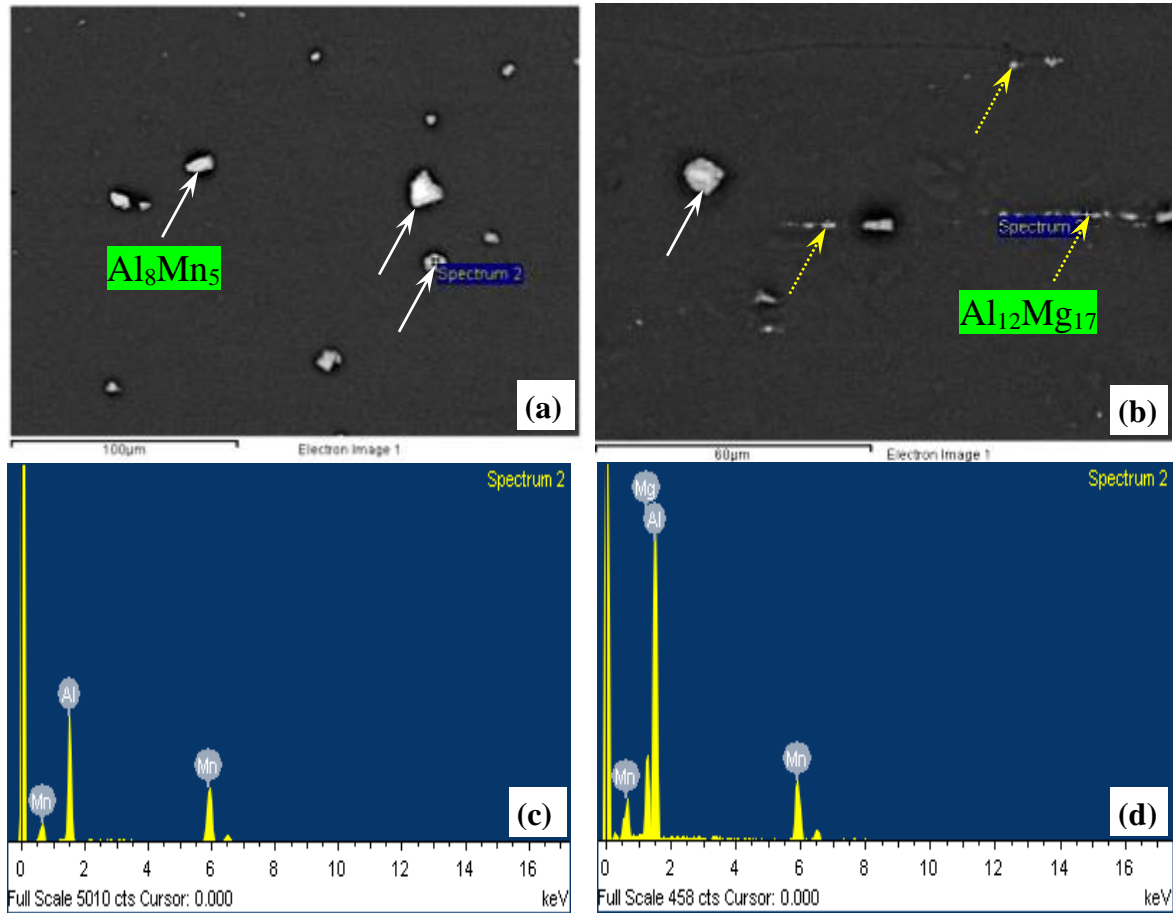 Al₈Mn₅
Spectrum 2
(a)
100µm
Electron Image 1
Spectrum 2
Al₁₂Mg₁₇
(b)
60µm
Electron Image 1
Spectrum 2
Al
Mn
Mn
(c)
0 2 4 6 8 10 12 14 16
Full Scale 5010 cts Cursor: 0.000
keV
Spectrum 2
Mg
Al
Mn
Mn
(d)
0 2 4 6 8 10 12 14 16
Full Scale 458 cts Cursor: 0.000
keV